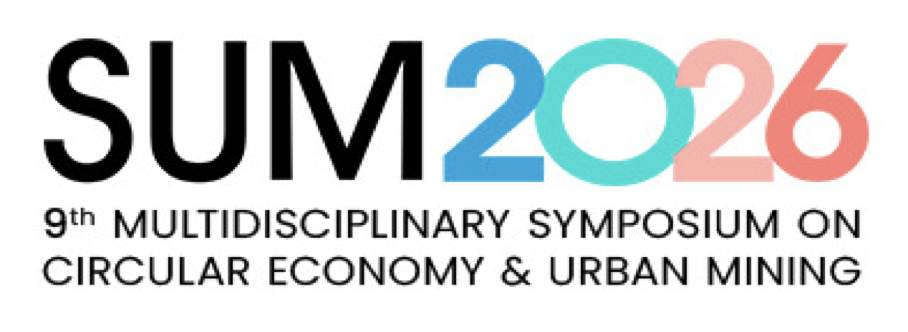 SUM2026
9th MULTIDISCIPLINARY SYMPOSIUM ON
CIRCULAR ECONOMY & URBAN MINING